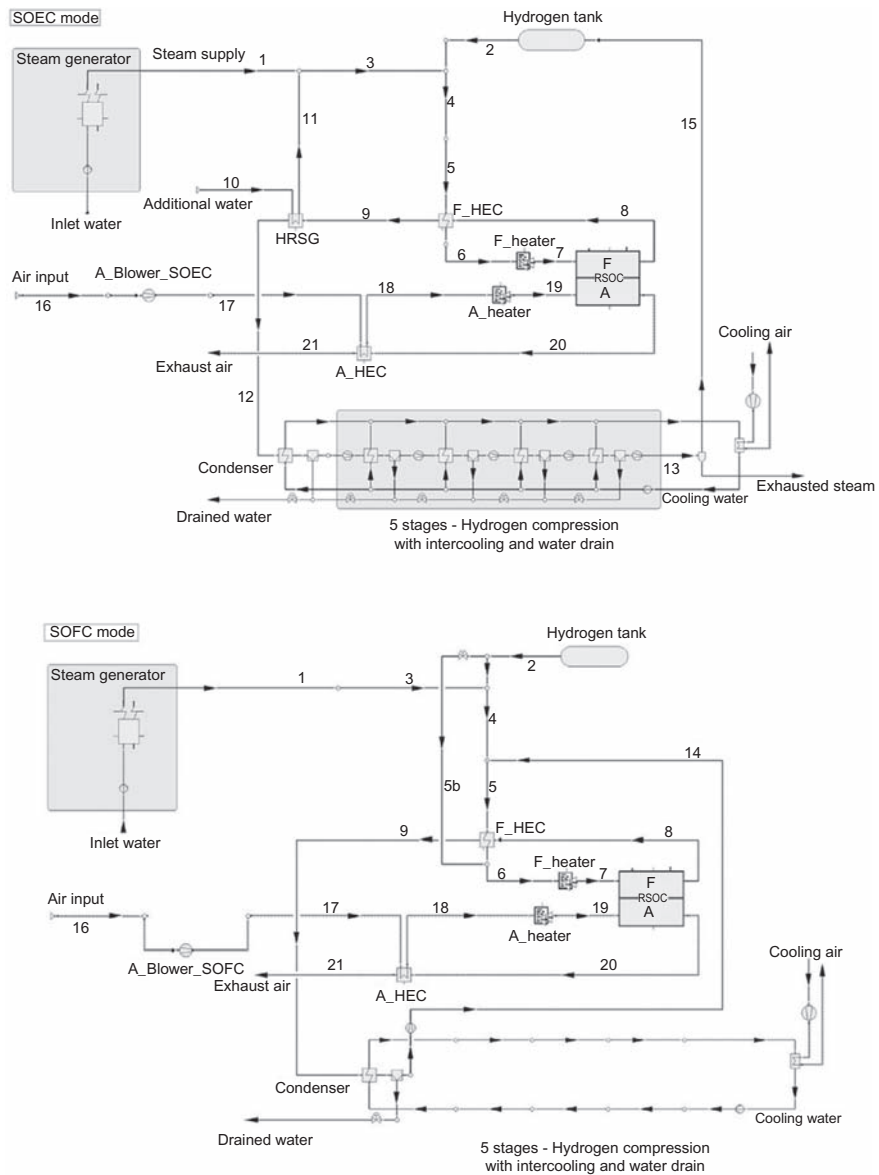 SOEC mode
Hydrogen tank
Steam generator
Steam supply
1
3
2
4
11
15
5
10
Additional water
Inlet water
9
F_HEC
8
HRSG
F_heater
6
7
F
RSOC
A
Air input
A_Blower_SOEC
16
17
18
19
A_heater
Cooling air
21
20
Exhaust air
A_HEC
12
Condenser
13
Exhausted steam
Cooling water
Drained water
5 stages - Hydrogen compression
with intercooling and water drain
SOFC mode
Hydrogen tank
Steam generator
1
3
2
4
14
5b
5
Inlet water
9
F_HEC
8
F_heater
6
7
F
RSOC
A
Air input
16
17
18
19
A_heater
A_Blower_SOFC
Cooling air
21
20
Exhaust air
A_HEC
Condenser
Cooling water
Drained water
5 stages - Hydrogen compression
with intercooling and water drain